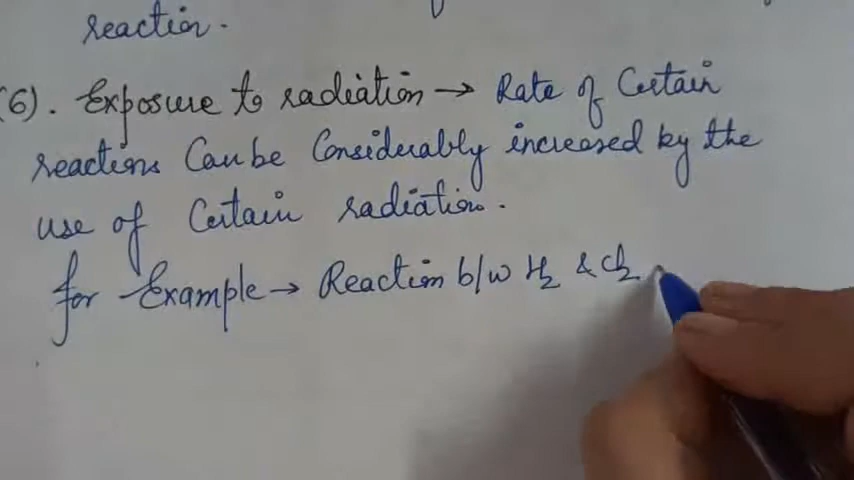 reaction.
(6). Exposure to radiation → Rate of Certain
reactions Can be Considerably increased by the
use of Certain radiation.
for Example → Reaction b/w H₂ & Cl₂